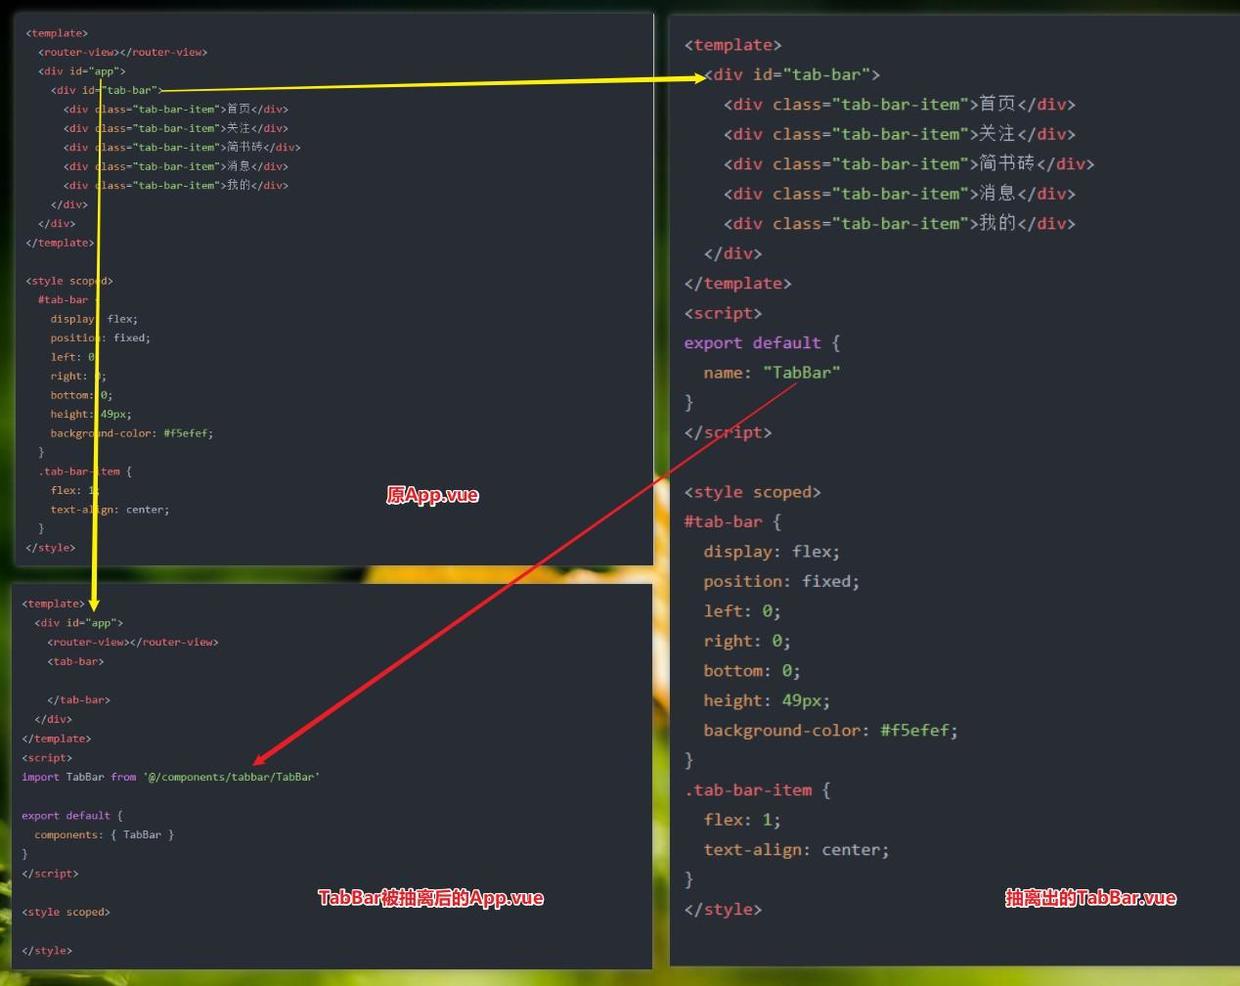 <template>
  <router-view></router-view>
  <div id="app">
    <div id="tab-bar">
      <div class="tab-bar-item">首页</div>
      <div class="tab-bar-item">关注</div>
      <div class="tab-bar-item">简书砖</div>
      <div class="tab-bar-item">消息</div>
      <div class="tab-bar-item">我的</div>
    </div>
  </div>
</template>

<style scoped>
  #tab-bar {
    display: flex;
    position: fixed;
    left: 0;
    right: 0;
    bottom: 0;
    height: 49px;
    background-color: #f5efef;
  }
  .tab-bar-item {
    flex: 1;
    text-align: center;
  }
</style>
原App.vue
<template>
  <div id="app">
    <router-view></router-view>
    <tab-bar>

    </tab-bar>
  </div>
</template>
<script>
import TabBar from '@/components/tabbar/TabBar'

export default {
  components: { TabBar }
}
</script>

<style scoped>

</style>
TabBar被抽离后的App.vue
<template>
  <div id="tab-bar">
    <div class="tab-bar-item">首页</div>
    <div class="tab-bar-item">关注</div>
    <div class="tab-bar-item">简书砖</div>
    <div class="tab-bar-item">消息</div>
    <div class="tab-bar-item">我的</div>
  </div>
</template>
<script>
export default {
  name: "TabBar"
}
</script>

<style scoped>
#tab-bar {
  display: flex;
  position: fixed;
  left: 0;
  right: 0;
  bottom: 0;
  height: 49px;
  background-color: #f5efef;
}
.tab-bar-item {
  flex: 1;
  text-align: center;
}
</style>
抽离出的TabBar.vue